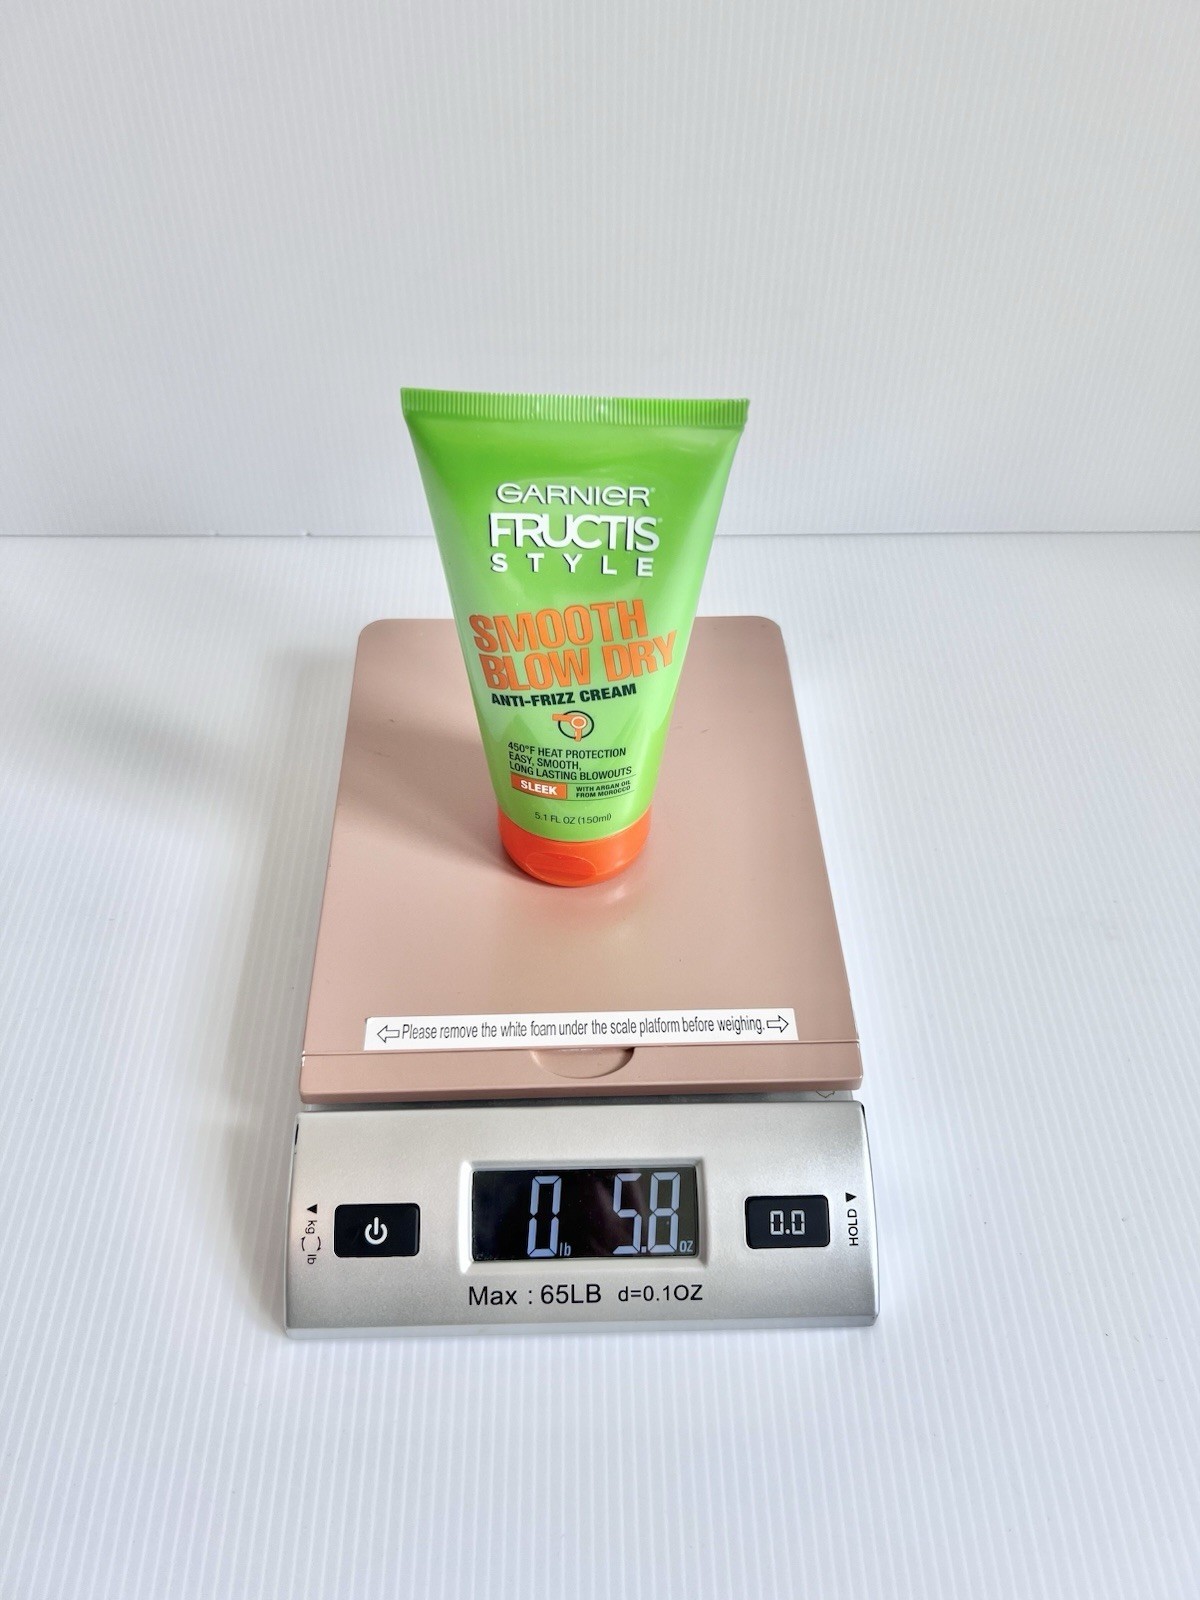 GARNIER
FRUCTIS
STYLE
SMOOTH
BLOW DRY
ANTI-FRIZZ CREAM
450°F HEAT PROTECTION
EASY, SMOOTH,
LONG LASTING BLOWOUTS
SLEEK
WITH ARGAN OIL
FROM MOROCCO
5.1 FL OZ (150ml)
Please remove the white foam under the scale platform before weighing.
kg lb
0 lb 5.8 oz
0.0
HOLD
Max : 65LB d=0.1OZ